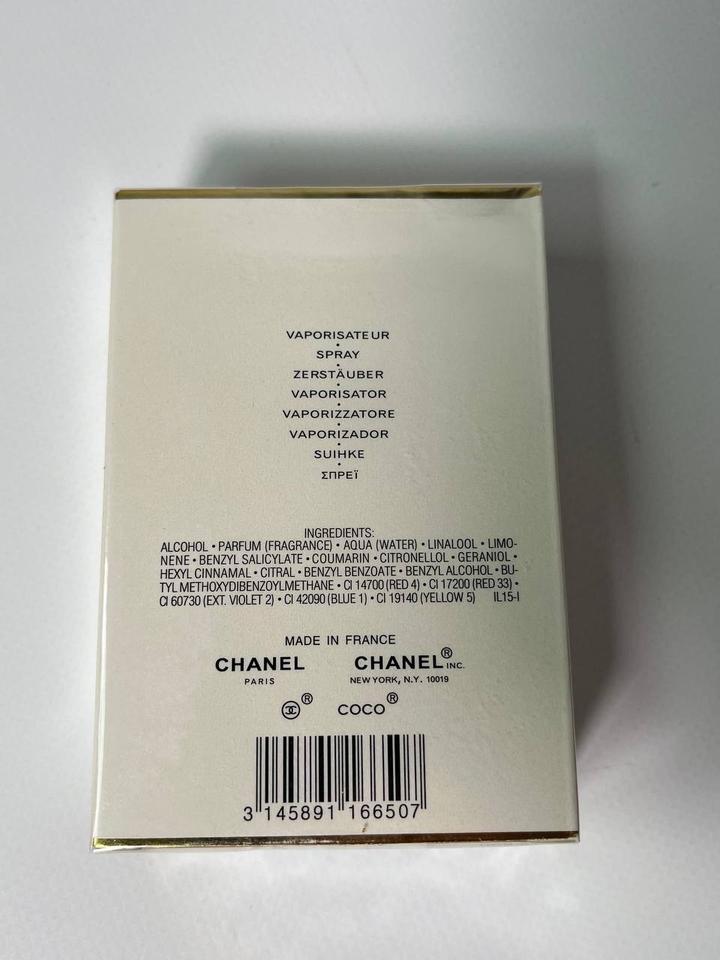 VAPORISATEUR
•
SPRAY
•
ZERSTÄUBER
•
VAPORISATOR
•
VAPORIZZATORE
•
VAPORIZADOR
•
SUIHKE
•
ΣΠΡΕΪ
INGREDIENTS:
ALCOHOL • PARFUM (FRAGRANCE) • AQUA (WATER) • LINALOOL • LIMO-
NENE • BENZYL SALICYLATE • COUMARIN • CITRONELLOL • GERANIOL •
HEXYL CINNAMAL • CITRAL • BENZYL BENZOATE • BENZYL ALCOHOL • BU-
TYL METHOXYDIBENZOYLMETHANE • CI 14700 (RED 4) • CI 17200 (RED 33) •
CI 60730 (EXT. VIOLET 2) • CI 42090 (BLUE 1) • CI 19140 (YELLOW 5) IL15-I
MADE IN FRANCE
CHANEL CHANEL® INC.
PARIS NEW YORK, N.Y. 10019
® COCO®
3 145891 166507